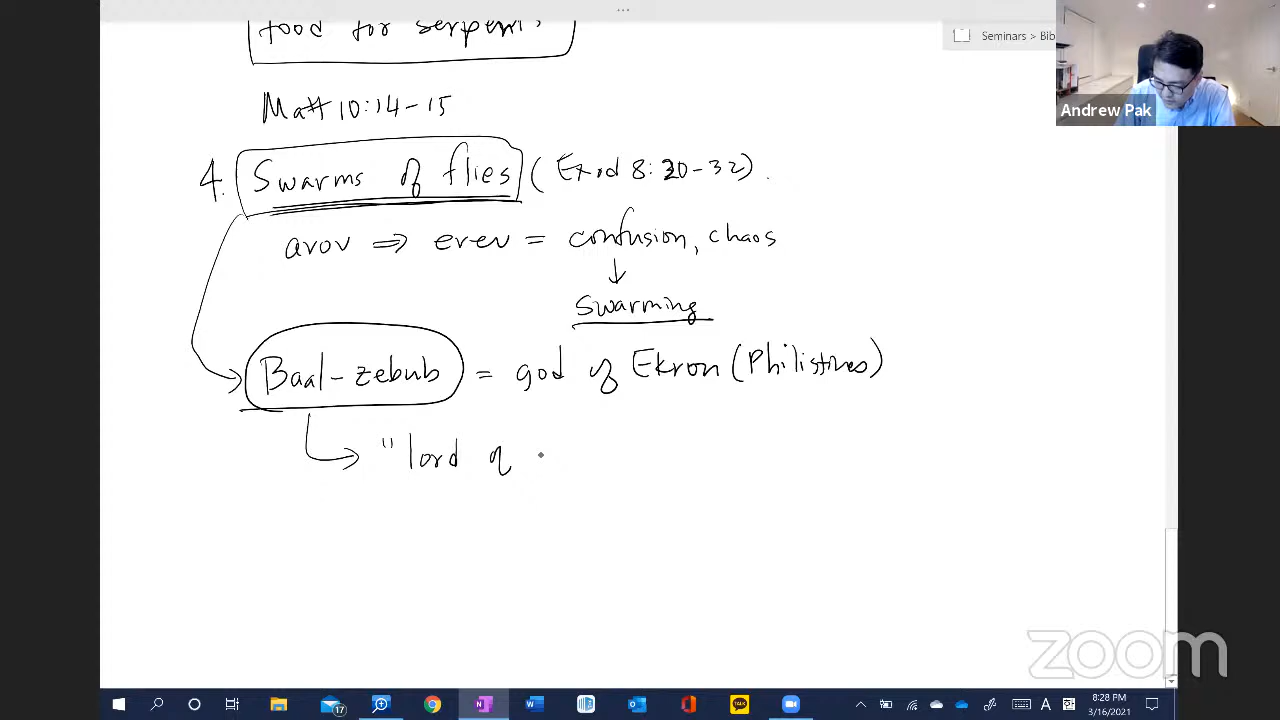 food for serpent.
Seminars > Bib
Andrew Pak
Matt 10:14-15
4. Swarms of flies (Exod 8:20-32).
arov ⇒ erev = confusion, chaos
↓
Swarming
Baal-zebub = god of Ekron (Philistines)
→ "lord of
zoom
17
TALK
A
8:28 PM
3/16/2021